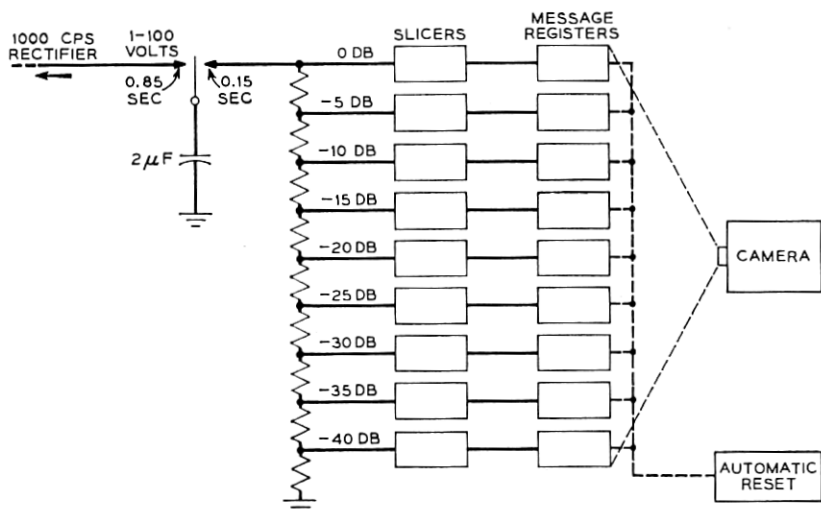 1000 CPS
RECTIFIER
1-100
VOLTS
0.85
SEC
0.15
SEC
2μF
SLICERS
MESSAGE
REGISTERS
0 DB
-5 DB
-10 DB
-15 DB
-20 DB
-25 DB
-30 DB
-35 DB
-40 DB
CAMERA
AUTOMATIC
RESET